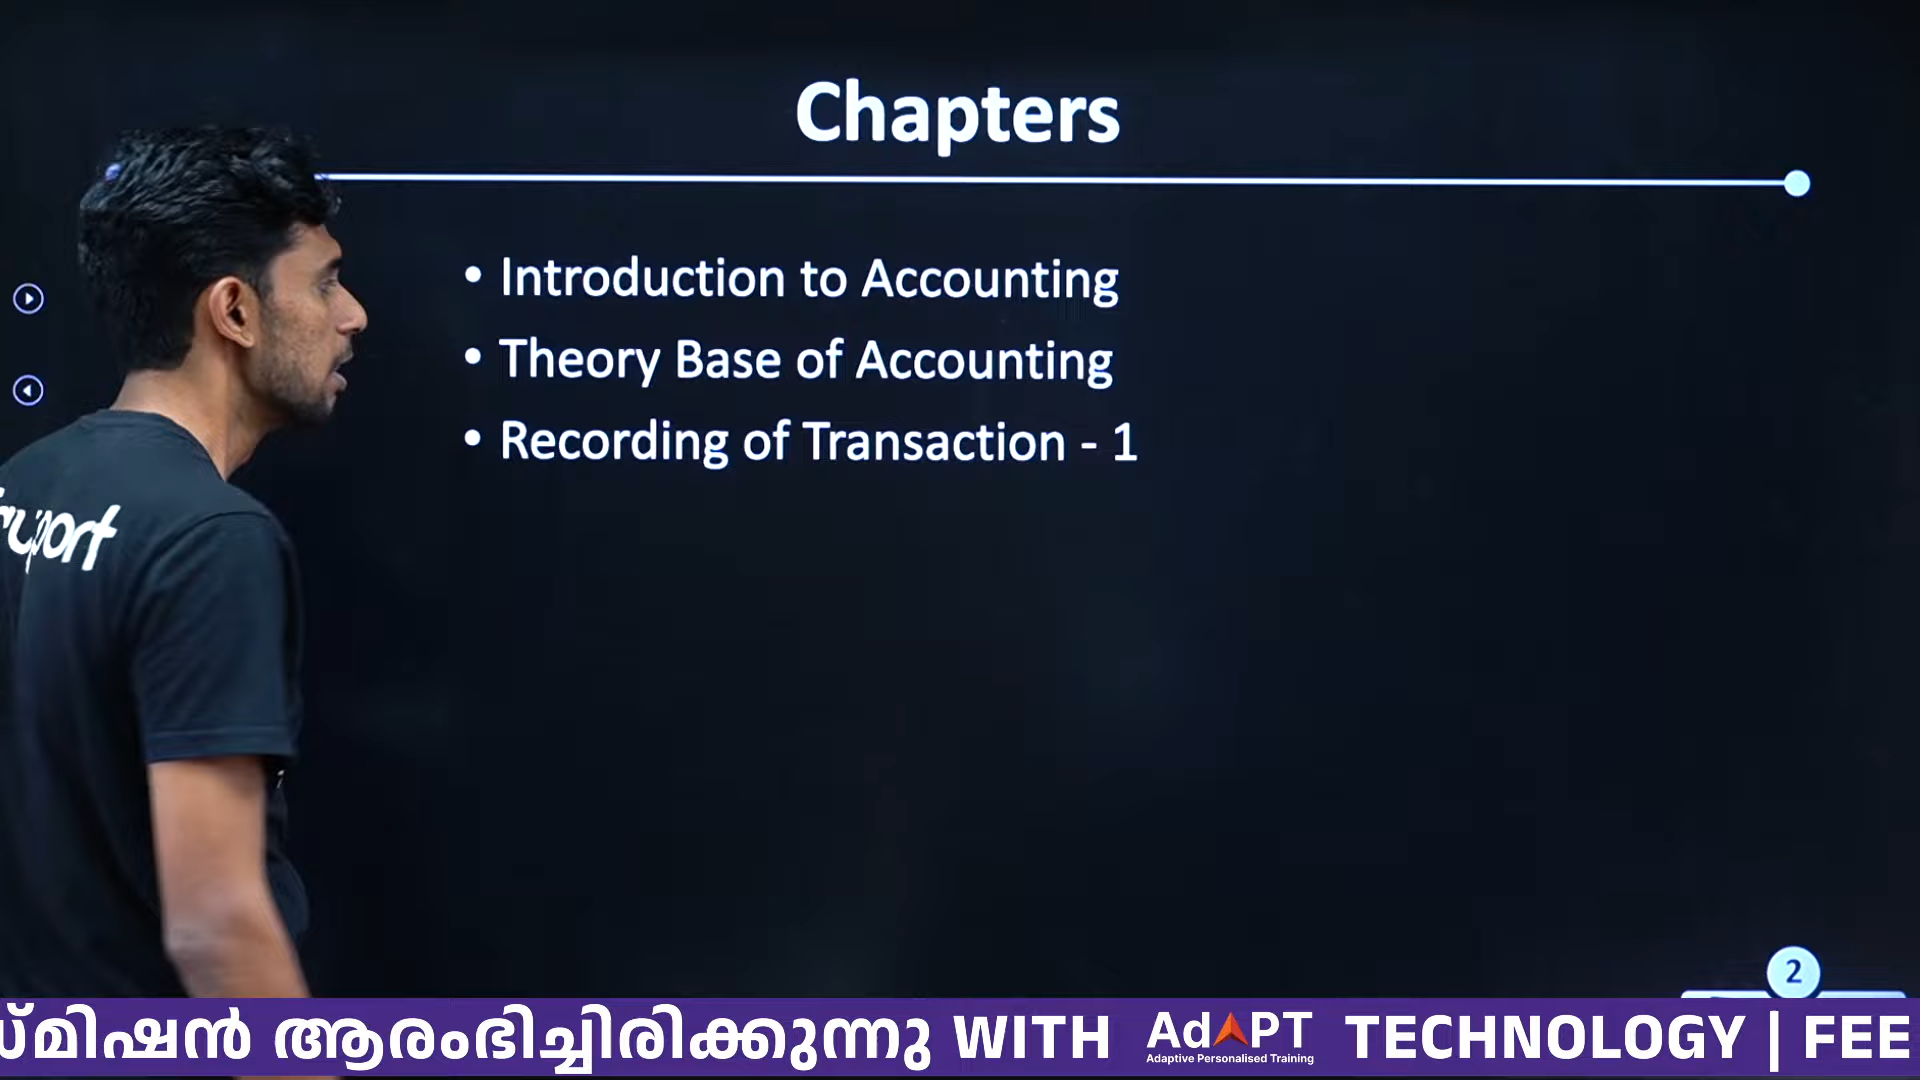 Chapters
• Introduction to Accounting
• Theory Base of Accounting
• Recording of Transaction - 1
2
ആരംഭിച്ചിരിക്കുന്നു WITH AdAPT TECHNOLOGY | FEE
Adaptive Personalised Training